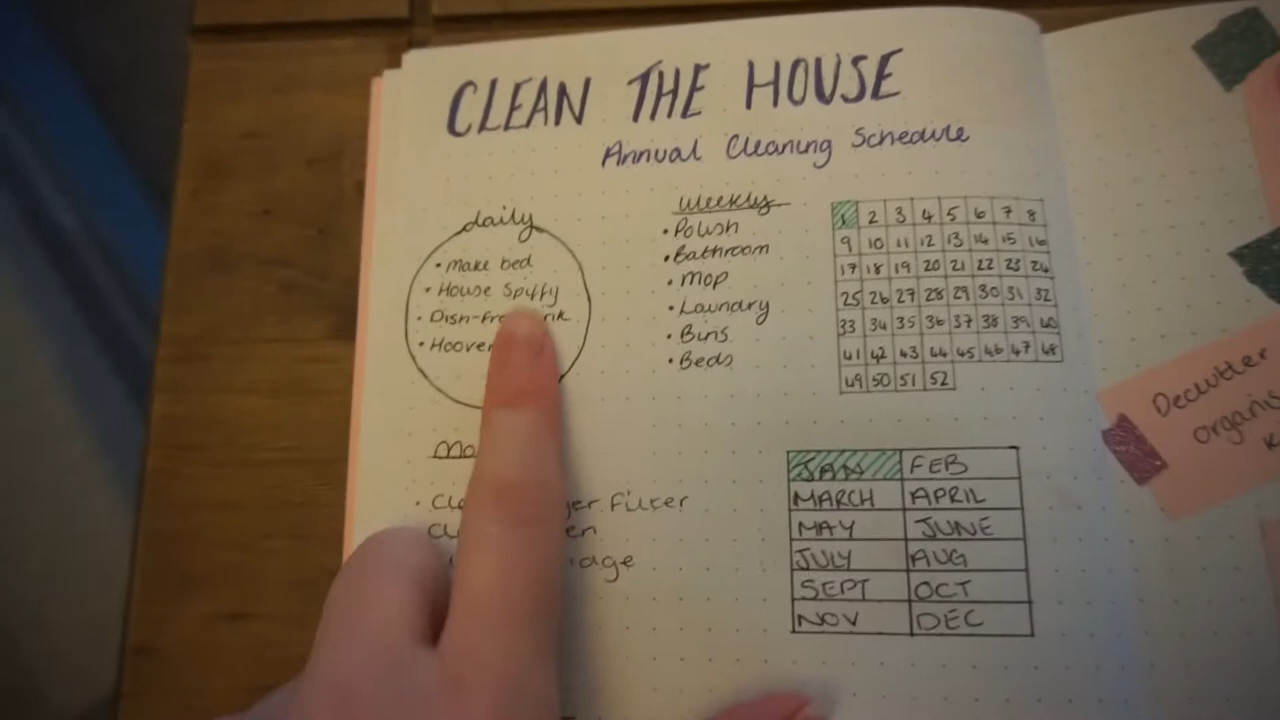 CLEAN THE HOUSE
Annual Cleaning Schedule
daily
• Make bed
• House Spiffy
• Hoover
Weekly
• Polish
• Bathroom
• Mop
• Laundry
• Bins
• Beds
1 2 3 4 5 6 7 8
9 10 11 12 13 14 15 16
17 18 19 20 21 22 23 24
25 26 27 28 29 30 31 32
33 34 35 36 37 38 39 40
41 42 43 44 45 46 47 48
49 50 51 52
Filter
JAN FEB
MARCH APRIL
MAY JUNE
JULY AUG
SEPT OCT
NOV DEC
Declutter